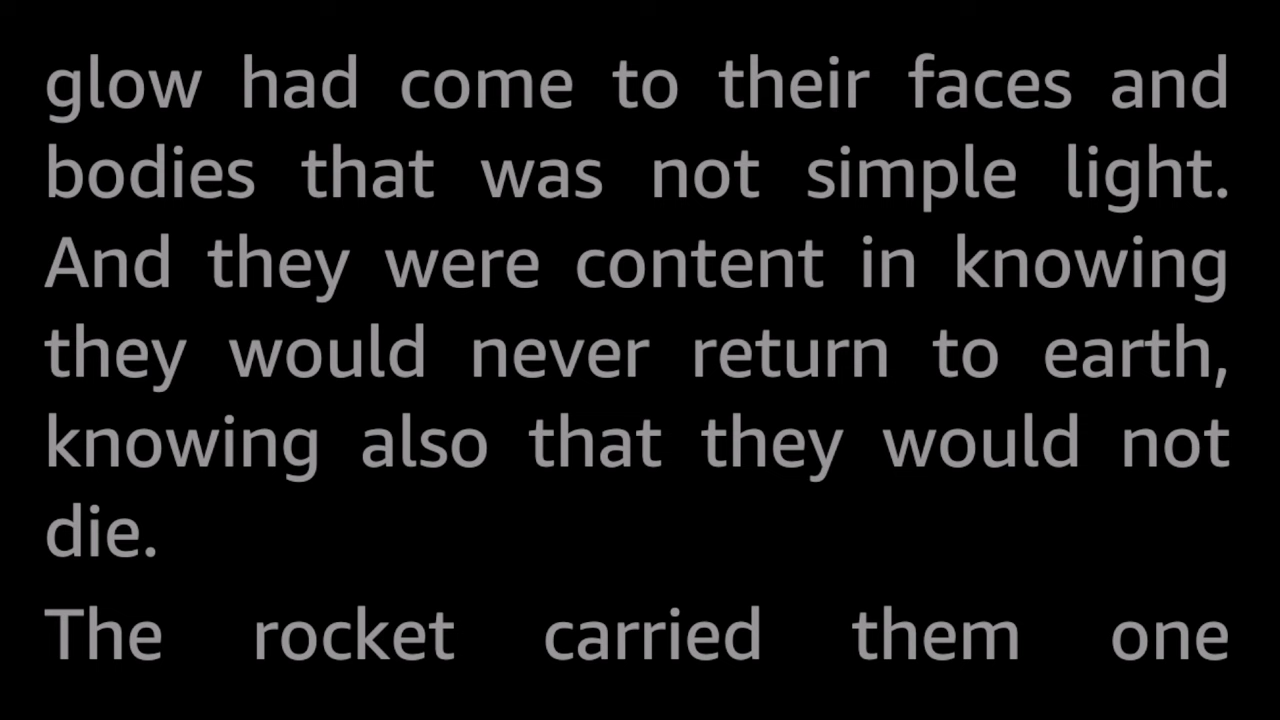 glow had come to their faces and
bodies that was not simple light.
And they were content in knowing
they would never return to earth,
knowing also that they would not
die.
The rocket carried them one